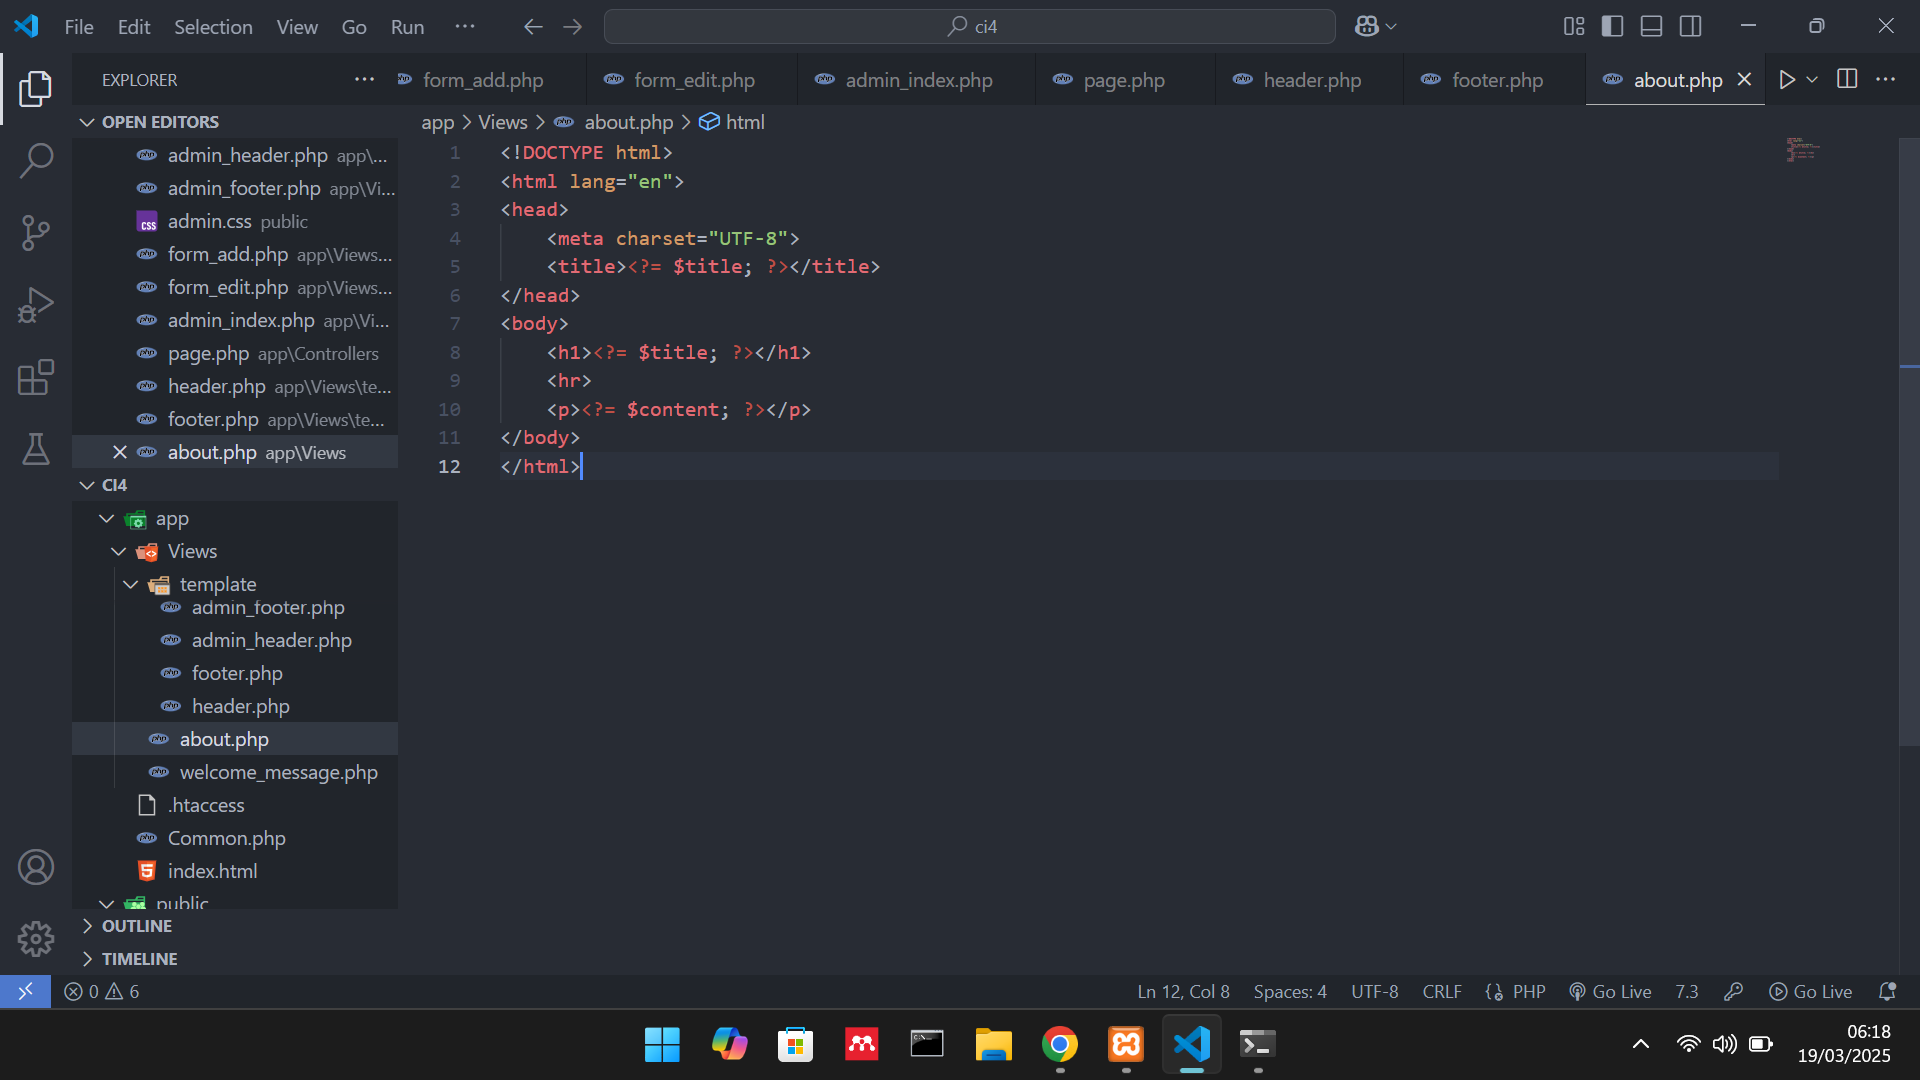 File Edit Selection View Go Run ··· ci4
EXPLORER ··· form_add.php form_edit.php admin_index.php page.php header.php footer.php about.php
OPEN EDITORS
admin_header.php app\...
admin_footer.php app\Vi...
admin.css public
form_add.php app\Views...
form_edit.php app\Views...
admin_index.php app\Vi...
page.php app\Controllers
header.php app\Views\te...
footer.php app\Views\te...
about.php app\Views
CI4
app
Views
template
admin_footer.php
admin_header.php
footer.php
header.php
about.php
welcome_message.php
.htaccess
Common.php
index.html
public
OUTLINE
TIMELINE
app > Views > about.php > html
1 <!DOCTYPE html>
2 <html lang="en">
3 <head>
4     <meta charset="UTF-8">
5     <title><?= $title; ?></title>
6 </head>
7 <body>
8     <h1><?= $title; ?></h1>
9     <hr>
10     <p><?= $content; ?></p>
11 </body>
12 </html>
0 6 Ln 12, Col 8 Spaces: 4 UTF-8 CRLF PHP Go Live 7.3 Go Live
06:18
19/03/2025